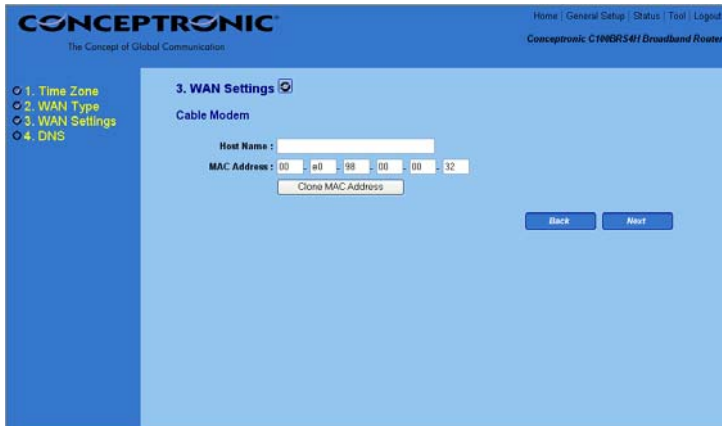 CONCEPTRONIC
The Concept of Global Communication
Home | General Setup | Status | Tool | Logout
Conceptronic C100BRS4H Broadband Router
1. Time Zone
2. WAN Type
3. WAN Settings
4. DNS
3. WAN Settings
Cable Modem
Host Name :
MAC Address : 00 - e0 - 98 - 00 - 00 - 32
Clone MAC Address
Back Next